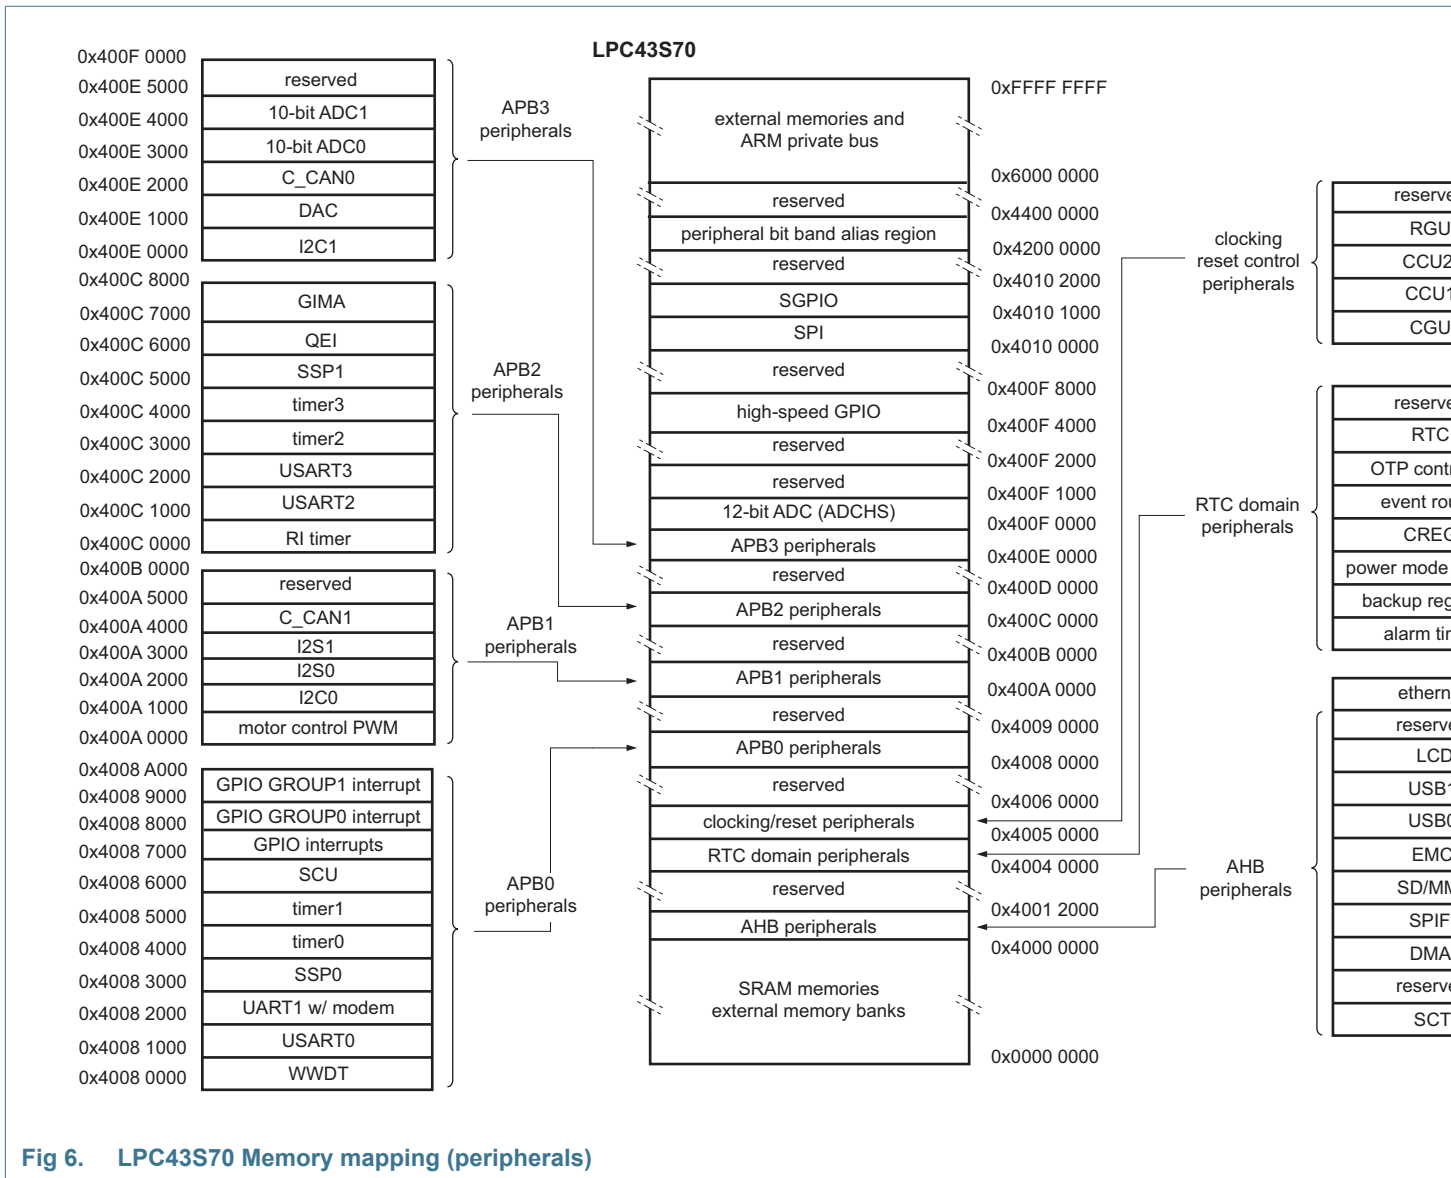 LPC43S70
0x400F 0000
reserved
0x400E 5000
10-bit ADC1
0x400E 4000
10-bit ADC0
0x400E 3000
C_CAN0
0x400E 2000
DAC
0x400E 1000
I2C1
0x400E 0000
APB3
peripherals
0x400C 8000
GIMA
0x400C 7000
QEI
0x400C 6000
SSP1
0x400C 5000
timer3
0x400C 4000
timer2
0x400C 3000
USART3
0x400C 2000
USART2
0x400C 1000
RI timer
0x400C 0000
APB2
peripherals
0x400B 0000
reserved
0x400A 5000
C_CAN1
0x400A 4000
I2S1
0x400A 3000
I2S0
0x400A 2000
I2C0
0x400A 1000
motor control PWM
0x400A 0000
APB1
peripherals
0x4008 A000
GPIO GROUP1 interrupt
0x4008 9000
GPIO GROUP0 interrupt
0x4008 8000
GPIO interrupts
0x4008 7000
SCU
0x4008 6000
timer1
0x4008 5000
timer0
0x4008 4000
SSP0
0x4008 3000
UART1 w/ modem
0x4008 2000
USART0
0x4008 1000
WWDT
0x4008 0000
APB0
peripherals
0xFFFF FFFF
external memories and
ARM private bus
0x6000 0000
reserved
0x4400 0000
peripheral bit band alias region
0x4200 0000
reserved
0x4010 2000
SGPIO
0x4010 1000
SPI
0x4010 0000
reserved
0x400F 8000
high-speed GPIO
0x400F 4000
reserved
0x400F 2000
reserved
0x400F 1000
12-bit ADC (ADCHS)
0x400F 0000
APB3 peripherals
0x400E 0000
reserved
0x400D 0000
APB2 peripherals
0x400C 0000
reserved
0x400B 0000
APB1 peripherals
0x400A 0000
reserved
0x4009 0000
APB0 peripherals
0x4008 0000
reserved
0x4006 0000
clocking/reset peripherals
0x4005 0000
RTC domain peripherals
0x4004 0000
reserved
0x4001 2000
AHB peripherals
0x4000 0000
SRAM memories
external memory banks
0x0000 0000
clocking
reset control
peripherals
RGU
CCU2
CCU1
CGU
RTC domain
peripherals
RTC
OTP
event
CREG
power mode
backup
alarm
AHB
peripherals
LCD
USB1
USB0
EMC
DMA
SCT
Fig 6. LPC43S70 Memory mapping (peripherals)